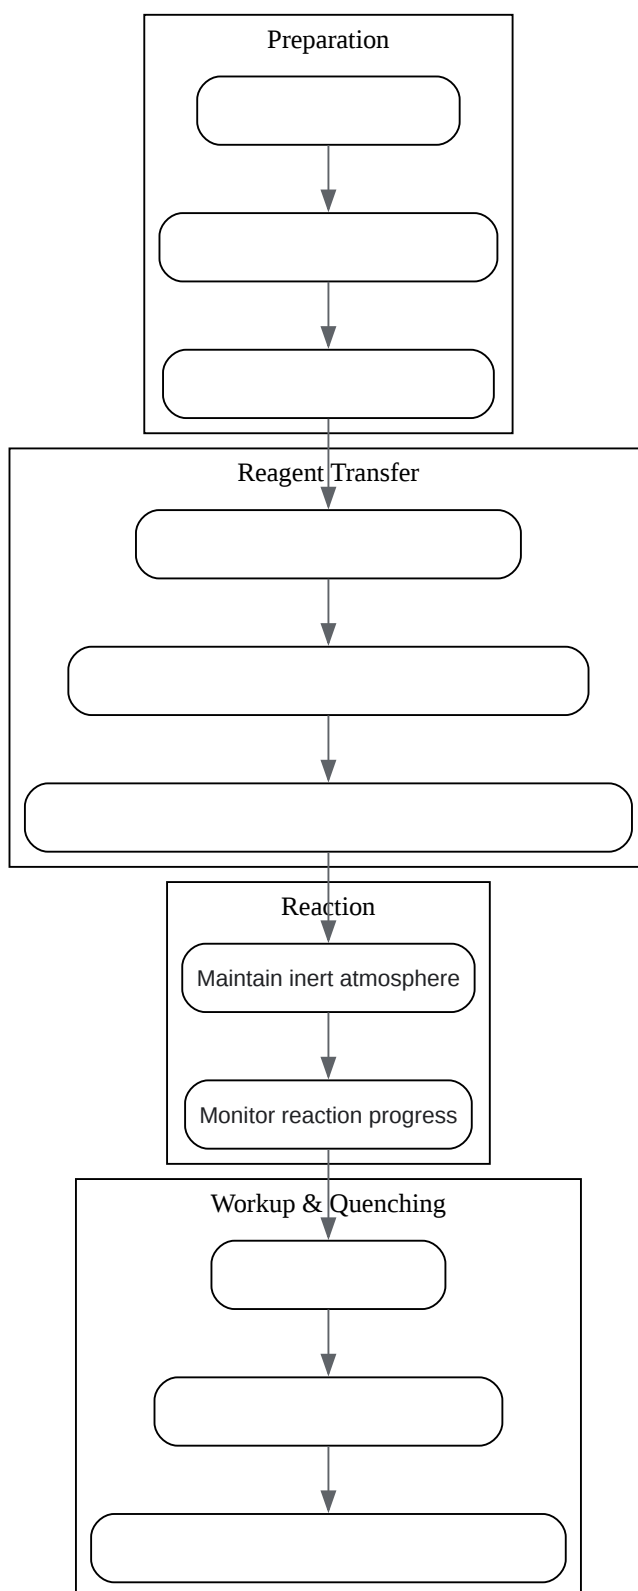 Preparation
Reagent Transfer
Reaction
Maintain inert atmosphere
Monitor reaction progress
Workup & Quenching